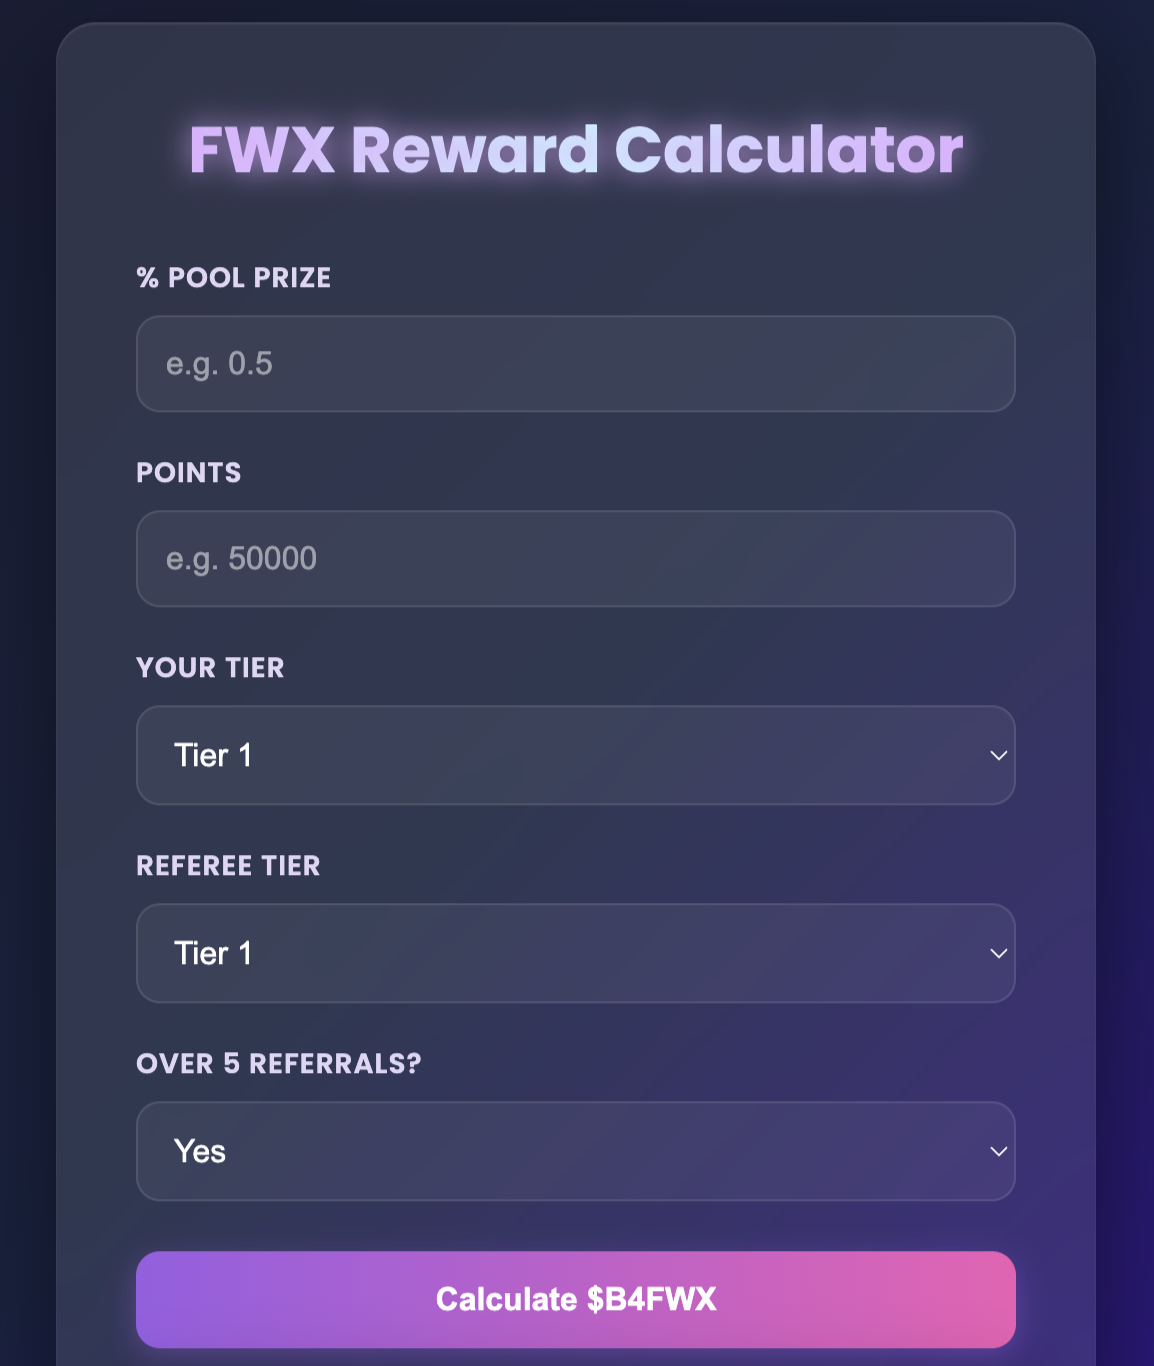 FWX Reward Calculator
% POOL PRIZE
e.g. 0.5
POINTS
e.g. 50000
YOUR TIER
Tier 1
REFEREE TIER
Tier 1
OVER 5 REFERRALS?
Yes
Calculate $B4FWX